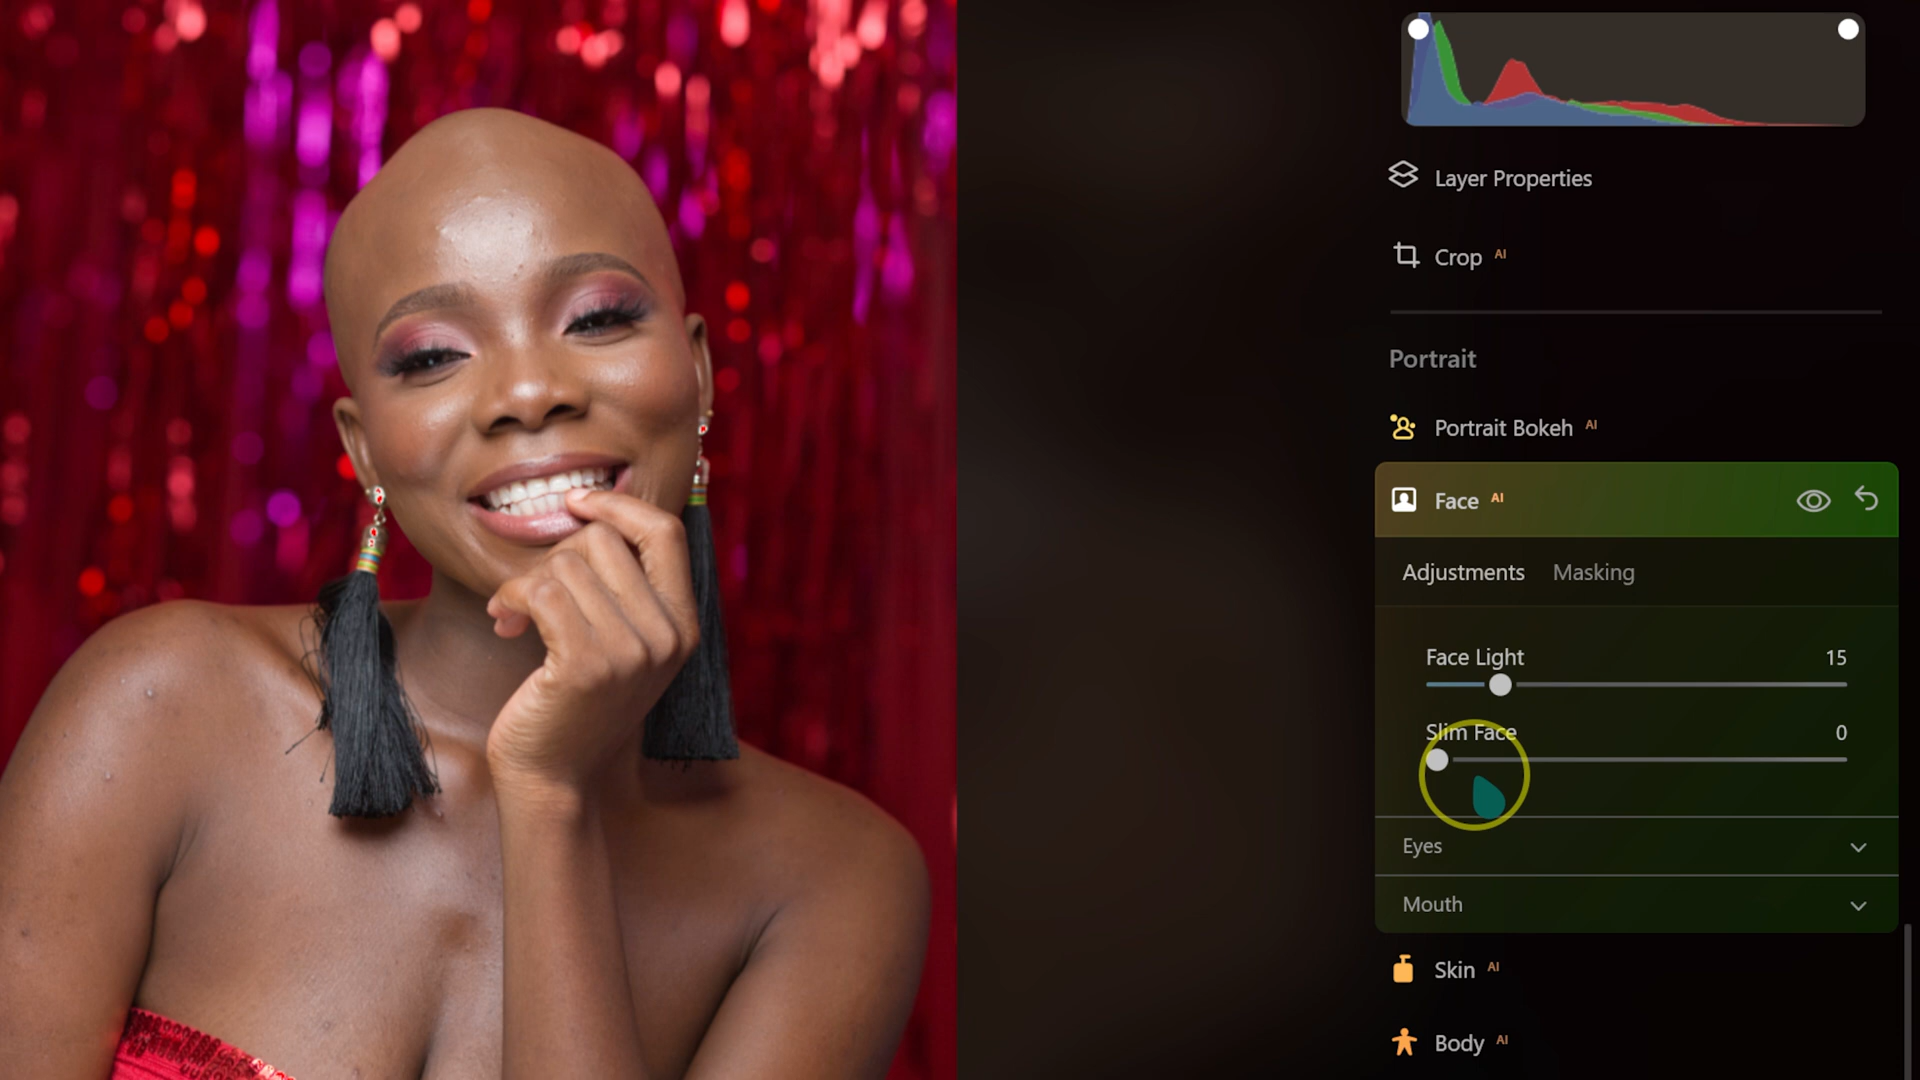 Layer Properties
Crop AI
Portrait
Portrait Bokeh AI
Face AI
Adjustments Masking
Face Light 15
Slim Face 0
Eyes
Mouth
Skin AI
Body AI